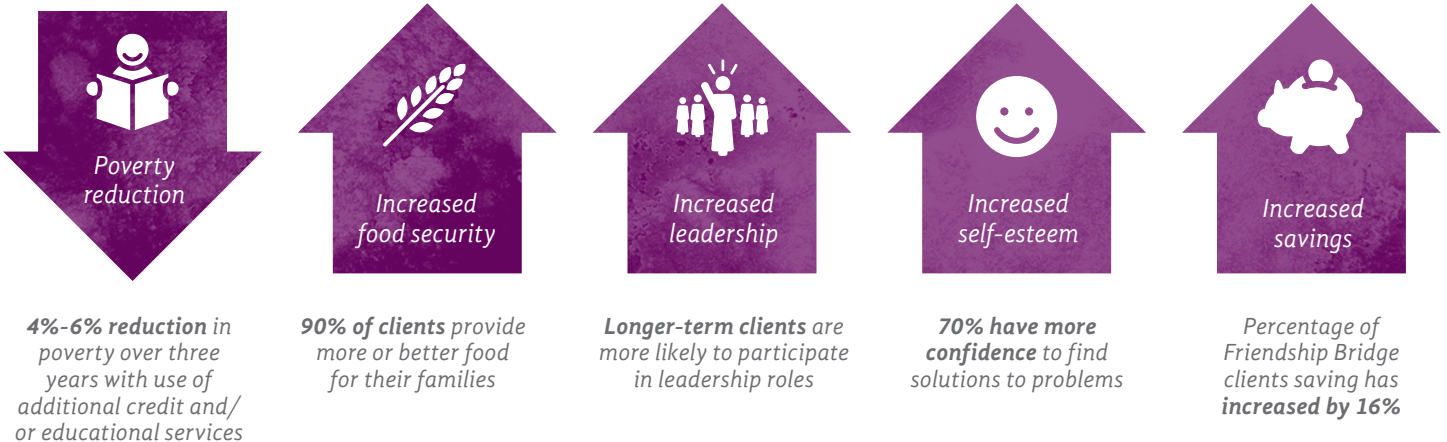 Poverty
reduction
4%-6% reduction in
poverty over three
years with use of
additional credit and/
or educational services
Increased
food security
90% of clients provide
more or better food
for their families
Increased
leadership
Longer-term clients are
more likely to participate
in leadership roles
Increased
self-esteem
70% have more
confidence to find
solutions to problems
Increased
savings
Percentage of
Friendship Bridge
clients saving has
increased by 16%